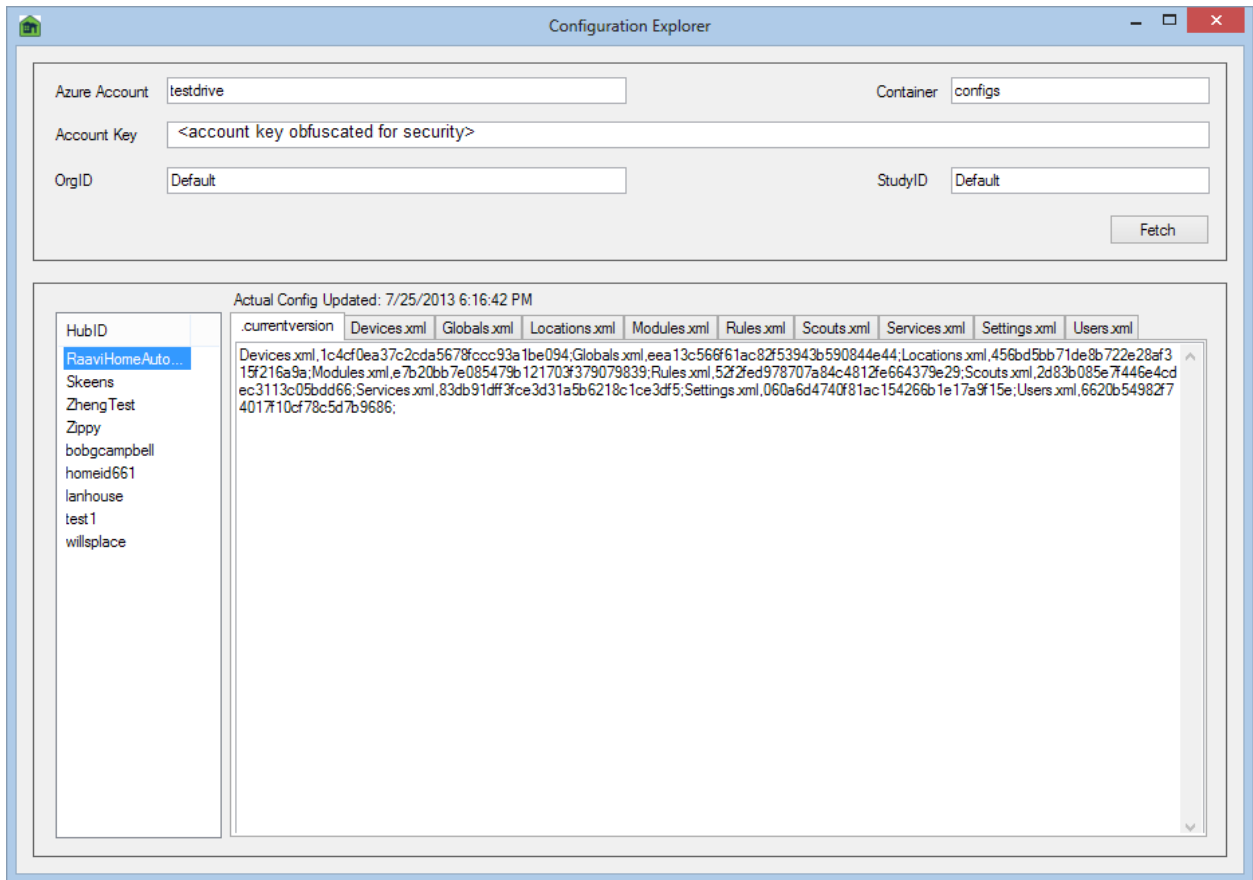 Configuration Explorer
Azure Account testdrive Container configs
Account Key <account key obfuscated for security>
OrgID Default StudyID Default
Fetch
Actual Config Updated: 7/25/2013 6:16:42 PM
HubID
RaaviHomeAuto...
Skeens
ZhengTest
Zippy
bobgcampbell
homeid661
lanhouse
test1
willsplace
.currentversion Devices.xml Globals.xml Locations.xml Modules.xml Rules.xml Scouts.xml Services.xml Settings.xml Users.xml
Devices.xml,1c4cf0ea37c2cda5678fccc93a1be094;Globals.xml,eea13c566f61ac82f53943b590844e44;Locations.xml,456bd5bb71de8b722e28af3
15f216a9a;Modules.xml,e7b20bb7e085479b121703f379079839;Rules.xml,52f2fed978707a84c4812fe664379e29;Scouts.xml,2d83b085e7f446e4cd
ec3113c05bdd66;Services.xml,83db91dff3fce3d31a5b6218c1ce3df5;Settings.xml,060a6d4740f81ac154266b1e17a9f15e;Users.xml,6620b54982f7
4017f10cf78c5d7b9686;